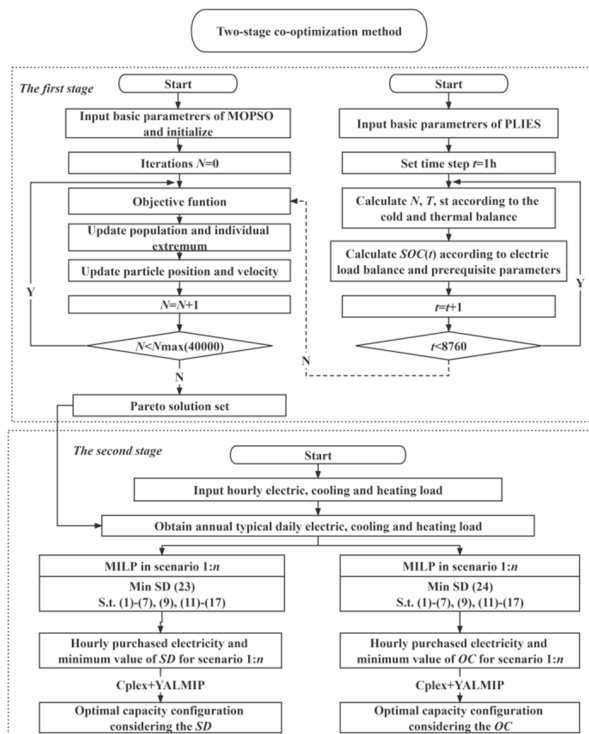 Two-stage co-optimization method
The first stage
Start
Input basic parametrers of MOPSO
and initialize
Iterations N=0
Objective funtion
Update population and individual
extremum
Update particle position and velocity
N=N+1
Y
N<Nmax(40000)
N
Pareto solution set
Start
Input basic parametrers of PLIES
Set time step t=1h
Calculate N, T, st according to the
cold and thermal balance
Calculate SOC(t) according to electric
load balance and prerequisite parameters
t=t+1
Y
t<8760
N
The second stage
Start
Input hourly electric, cooling and heating load
Obtain annual typical daily electric, cooling and heating load
MILP in scenario 1:n
Min SD (23)
S.t. (1)-(7), (9), (11)-(17)
Hourly purchased electricity and
minimum value of SD for scenario 1:n
Cplex+YALMIP
Optimal capacity configuration
considering the SD
MILP in scenario 1:n
Min SD (24)
S.t. (1)-(7), (9), (11)-(17)
Hourly purchased electricity and
minimum value of OC for scenario 1:n
Cplex+YALMIP
Optimal capacity configuration
considering the OC